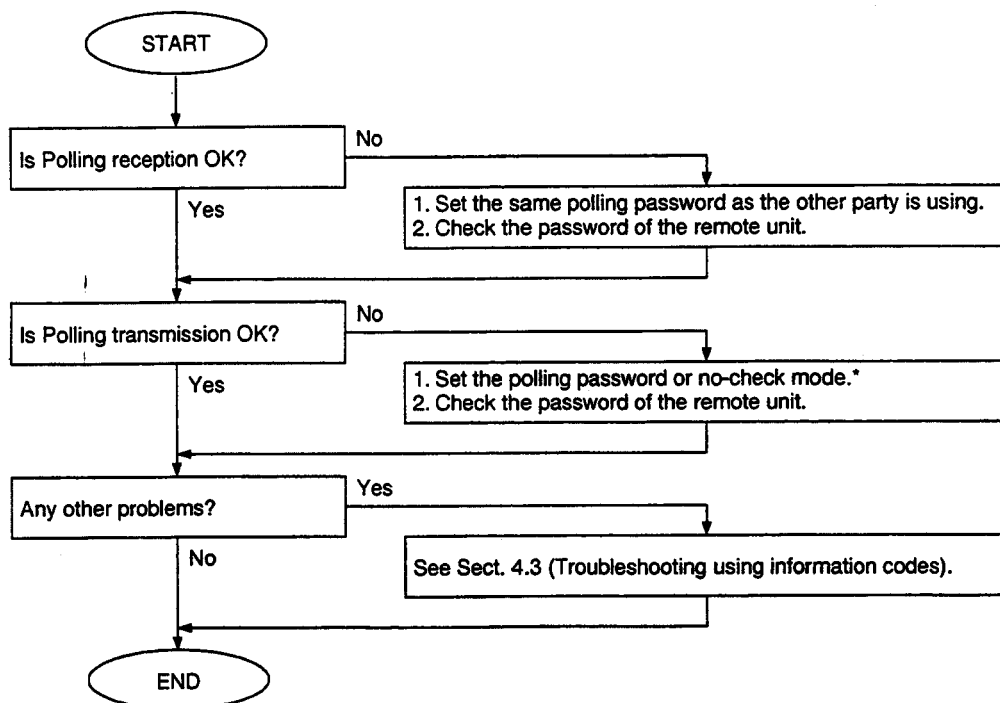 START
Is Polling reception OK?
No
Yes
1. Set the same polling password as the other party is using.
2. Check the password of the remote unit.
Is Polling transmission OK?
No
Yes
1. Set the polling password or no-check mode.*
2. Check the password of the remote unit.
Any other problems?
Yes
No
See Sect. 4.3 (Troubleshooting using information codes).
END